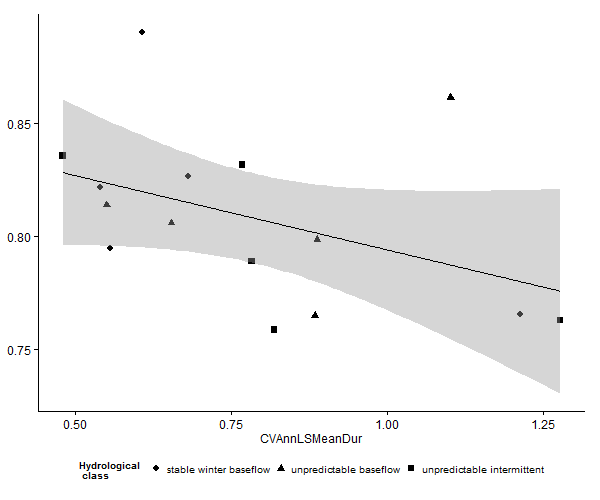 0.85
0.80
0.75
0.50 0.75 1.00 1.25
CVAnnLSMeanDur
Hydrological
class
stable winter baseflow unpredictable baseflow unpredictable intermittent